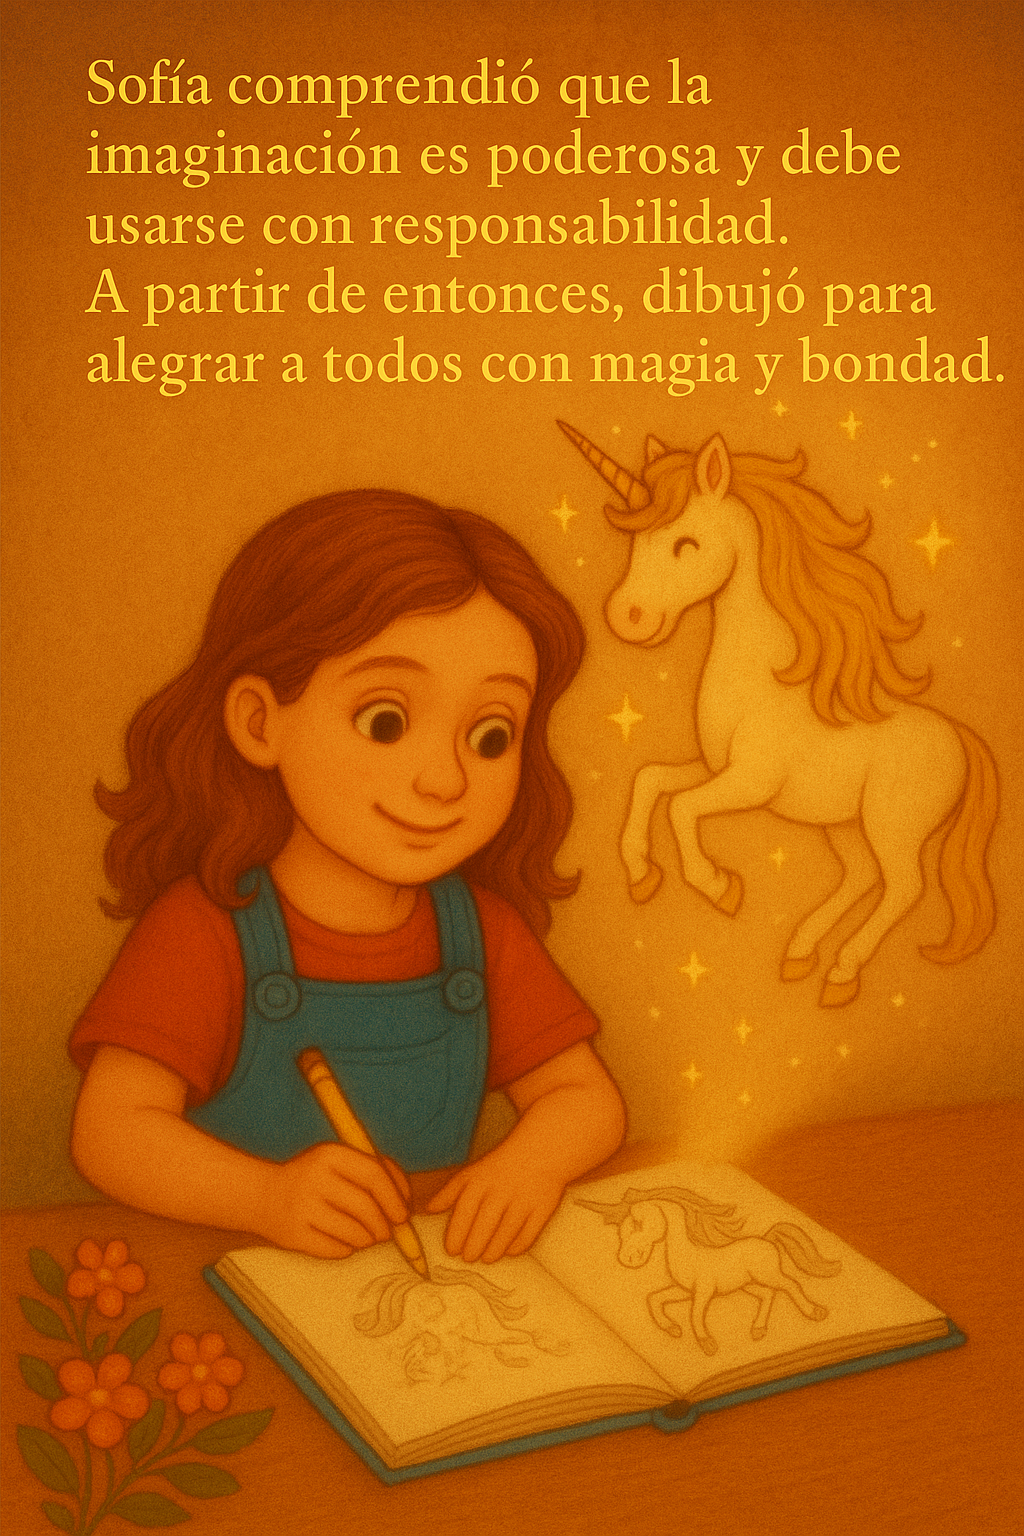 Sofía comprendió que la
imaginación es poderosa y debe
usarse con responsabilidad.
A partir de entonces, dibujó para
alegrar a todos con magia y bondad.